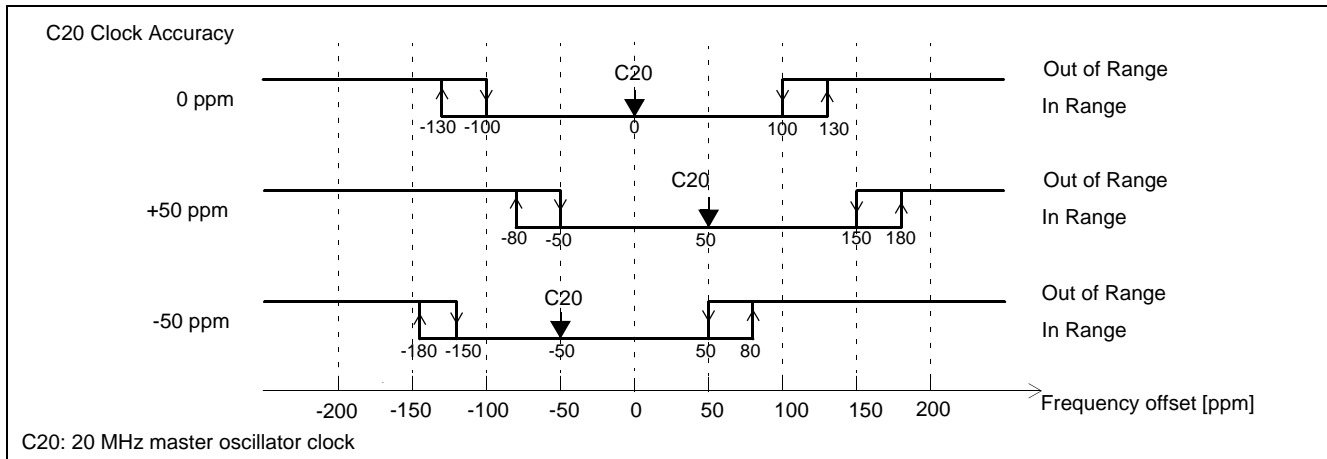 C20 Clock Accuracy
C20
Out of Range
0 ppm
In Range
-130 -100 0 100 130
C20
Out of Range
+50 ppm
In Range
-80 -50 50 150 180
C20
Out of Range
-50 ppm
In Range
-180 -150 -50 50 80
-200 -150 -100 -50 0 50 100 150 200
Frequency offset [ppm]
C20: 20 MHz master oscillator clock